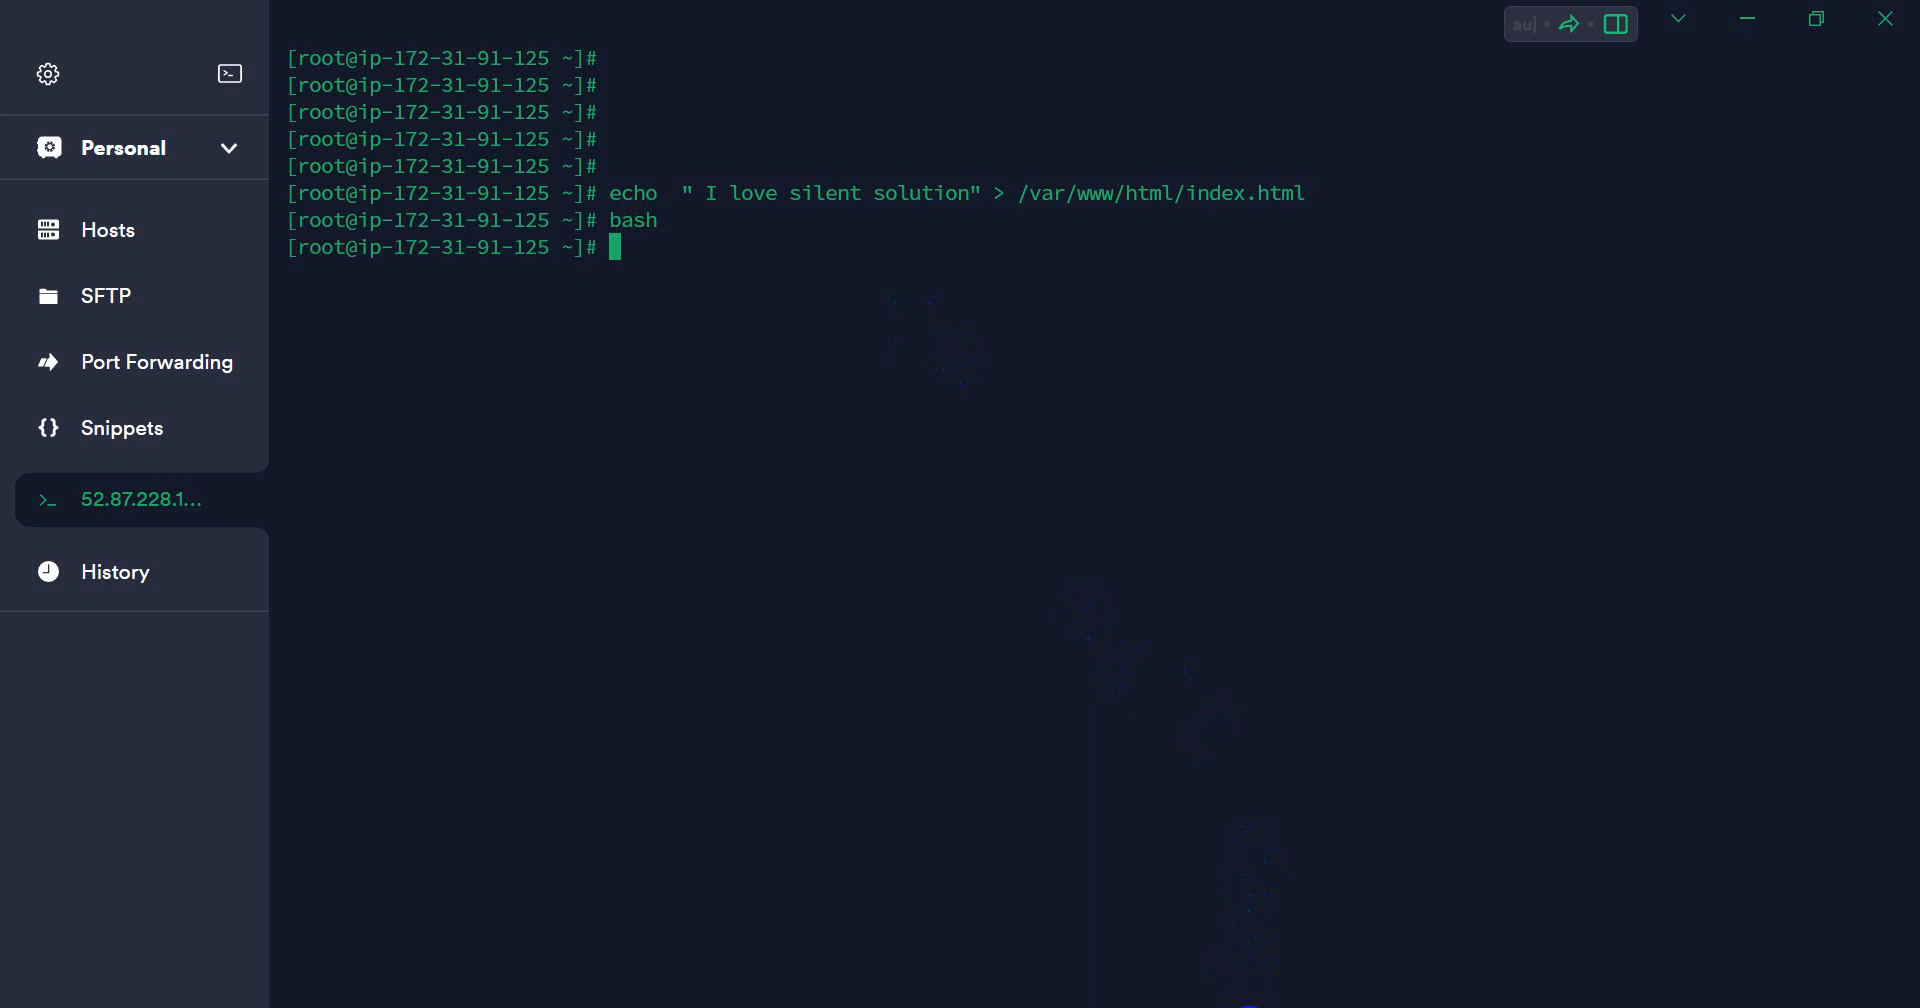 Personal
Hosts
SFTP
Port Forwarding
{} Snippets
>_ 52.87.228.1...
History
au|
[root@ip-172-31-91-125 ~]#
[root@ip-172-31-91-125 ~]#
[root@ip-172-31-91-125 ~]#
[root@ip-172-31-91-125 ~]#
[root@ip-172-31-91-125 ~]#
[root@ip-172-31-91-125 ~]# echo  " I love silent solution" > /var/www/html/index.html
[root@ip-172-31-91-125 ~]# bash
[root@ip-172-31-91-125 ~]#